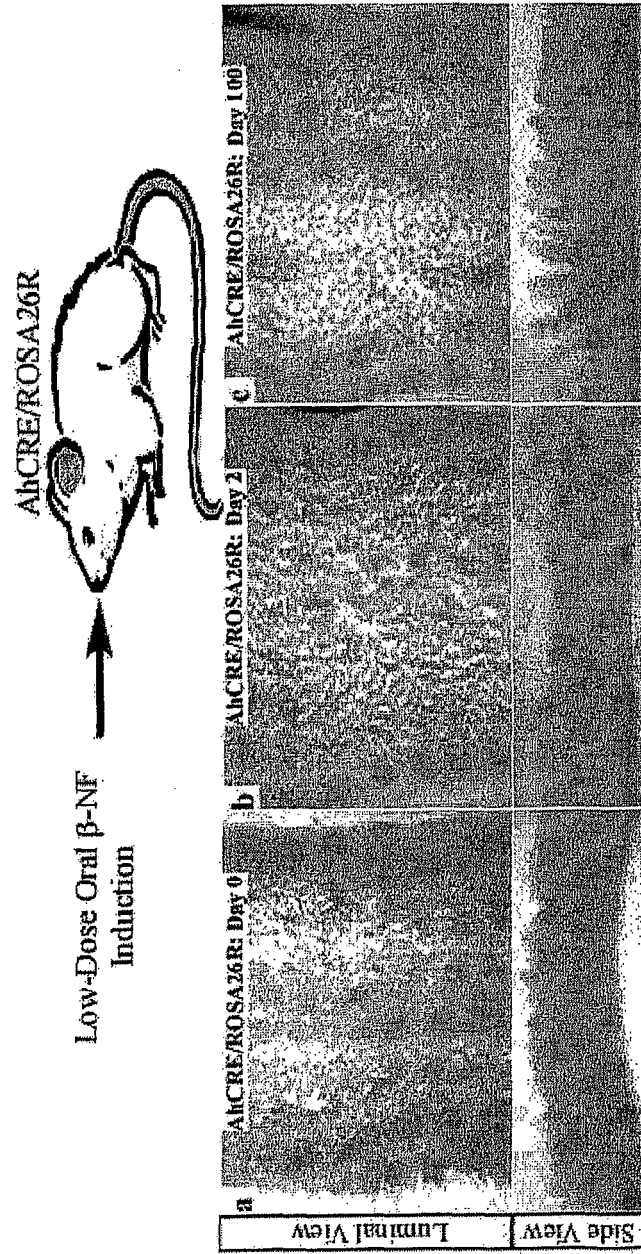 AhCRE/ROSA26R
Low-Dose Oral β-NF
Induction
a
AhCRE/ROSA26R: Day 0
b
AhCRE/ROSA26R: Day 2
c
AhCRE/ROSA26R: Day 100
Luminal View
Side View